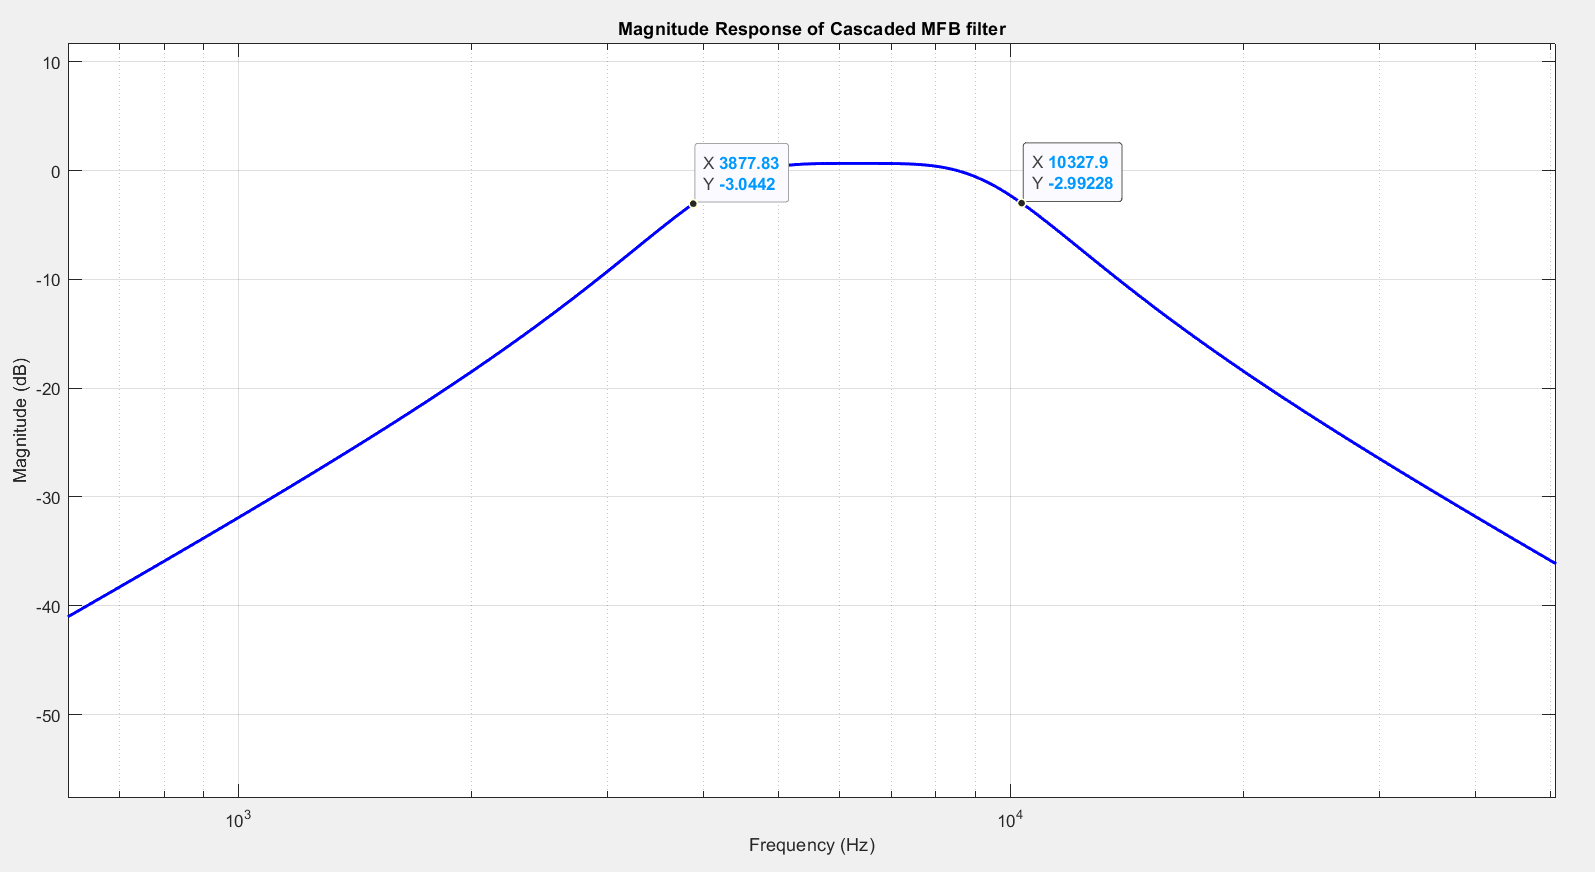 Magnitude Response of Cascaded MFB filter
10
0
-10
-20
-30
-40
-50
Magnitude (dB)
X 3877.83
Y -3.0442
X 10327.9
Y -2.99228
10³
10⁴
Frequency (Hz)